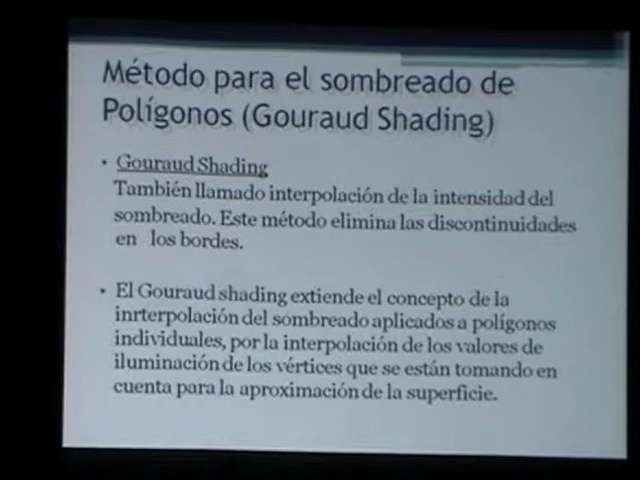 Método para el sombreado de
Polígonos (Gouraud Shading)
• Gouraud Shading
También llamado interpolación de la intensidad del
sombreado. Este método elimina las discontinuidades
en los bordes.
• El Gouraud shading extiende el concepto de la
inrterpolación del sombreado aplicados a polígonos
individuales, por la interpolación de los valores de
iluminación de los vértices que se están tomando en
cuenta para la aproximación de la superficie.